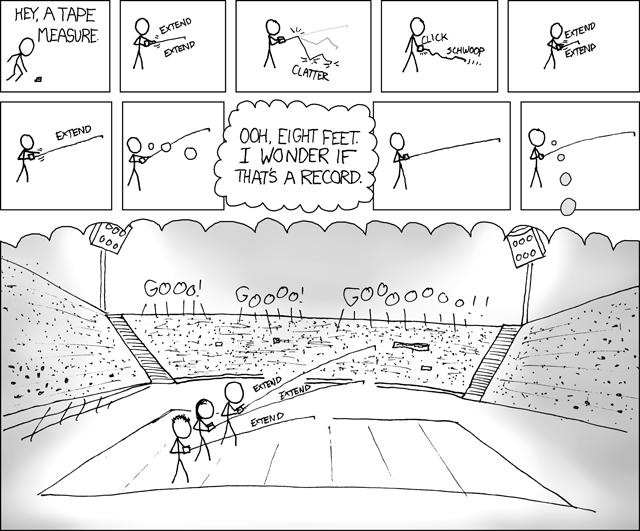 HEY, A TAPE
MEASURE.
EXTEND
EXTEND
CLATTER
CLICK
SCHWOOP
EXTEND
EXTEND
EXTEND
OOH, EIGHT FEET.
I WONDER IF
THAT'S A RECORD.
GOOO!
GOOOO!
GOOOOOOOO!!
EXTEND
EXTEND
EXTEND